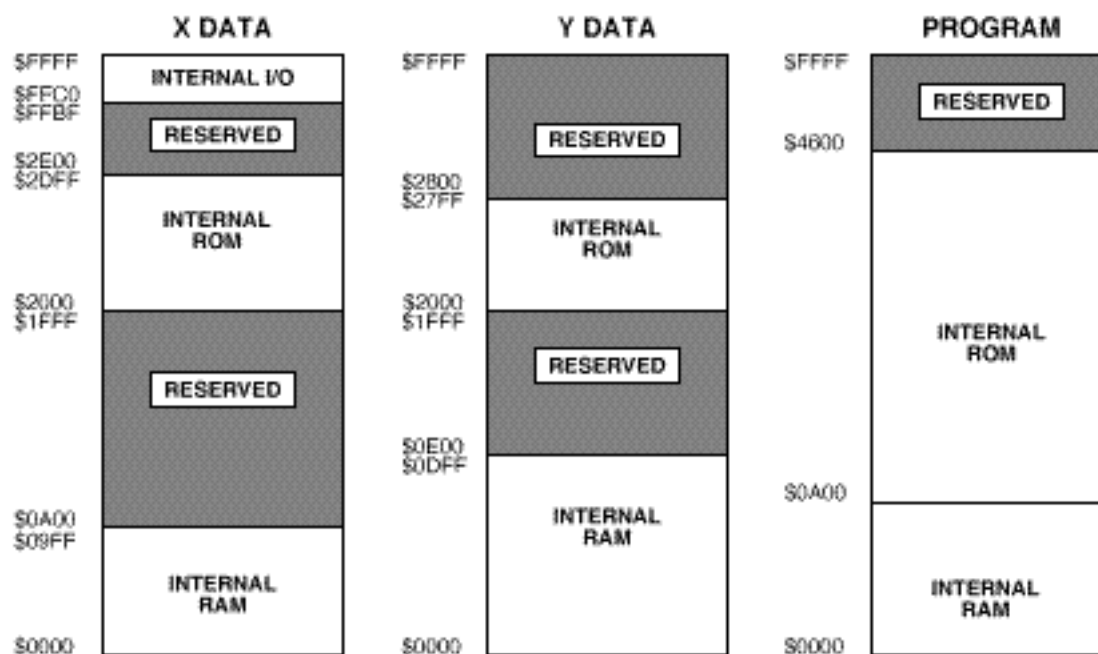 X DATA
$FFFF
INTERNAL I/O
$FFC0
$FFBF
RESERVED
$2E00
$2DFF
INTERNAL
ROM
$2000
$1FFF
RESERVED
$0A00
$09FF
INTERNAL
RAM
$0000
Y DATA
$FFFF
RESERVED
$2800
$27FF
INTERNAL
ROM
$2000
$1FFF
RESERVED
$0E00
$0DFF
INTERNAL
RAM
$0000
PROGRAM
$FFFF
RESERVED
$4600
INTERNAL
ROM
$0A00
INTERNAL
RAM
$0000